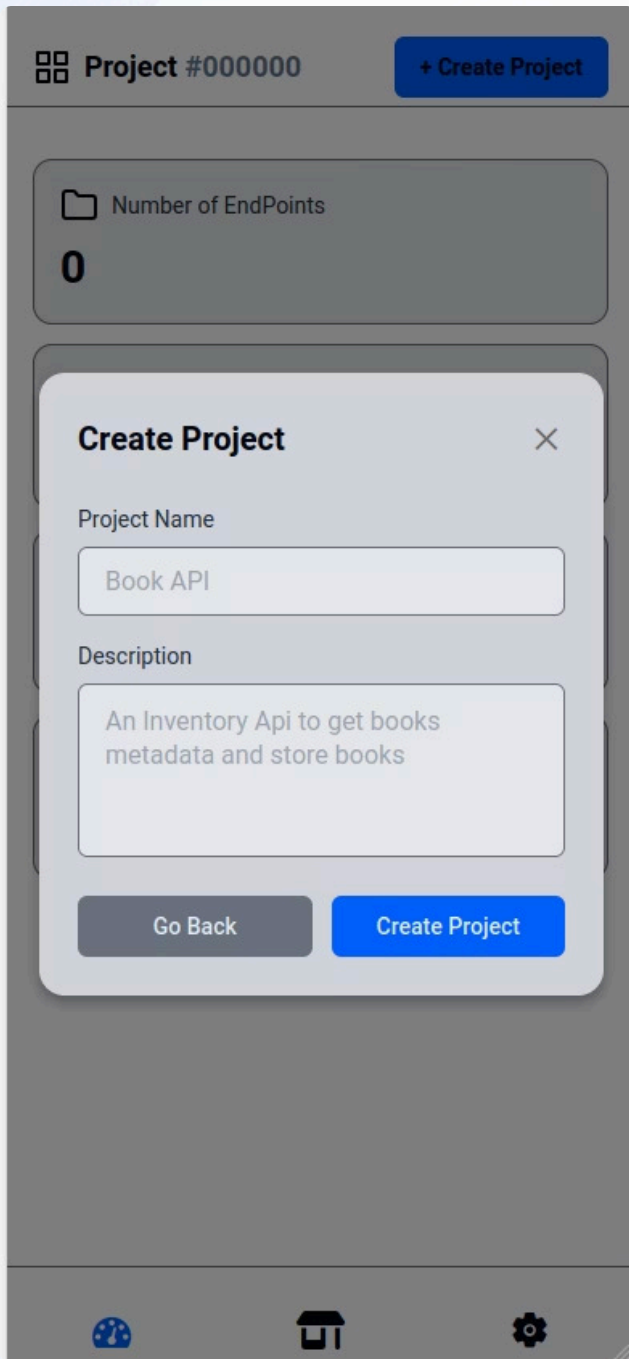 Project #000000
+ Create Project
Number of EndPoints
0
Create Project
Project Name
Book API
Description
An Inventory Api to get books
metadata and store books
Go Back
Create Project